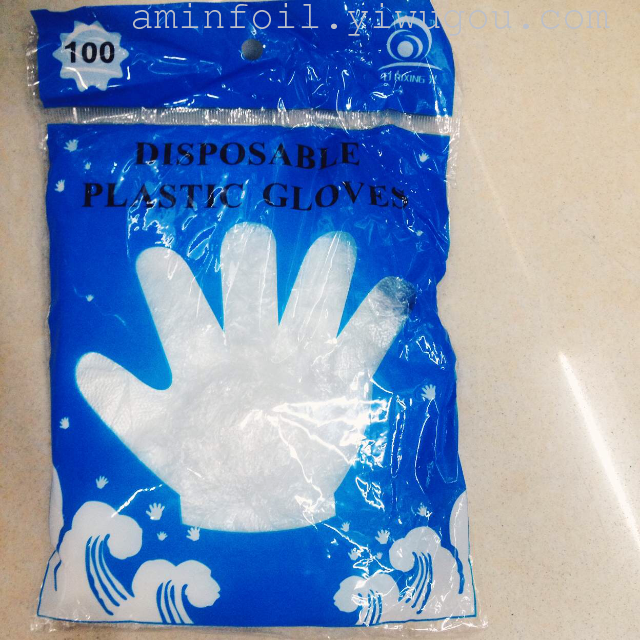 aminfoil.yiwugou.com
100
DISPOSABLE
PLASTIC GLOVES